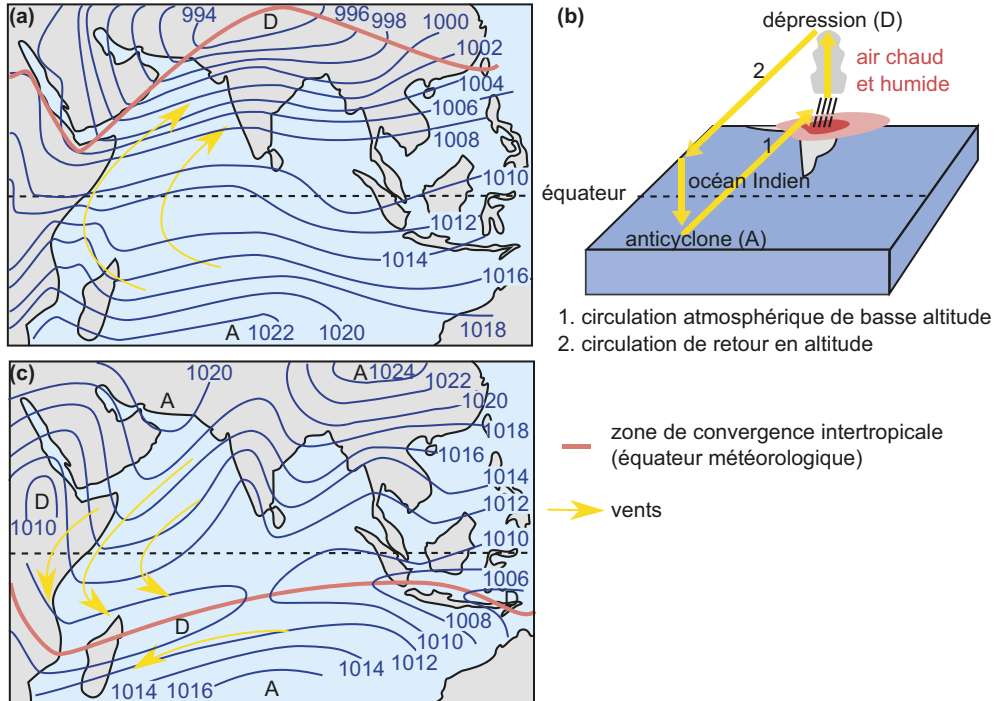 (a)
994
D
996
998
1000
1002
1004
1006
1008
1010
1012
1014
1016
1018
A
1022
1020
(b)
dépression (D)
2
air chaud
et humide
1
océan Indien
équateur
anticyclone (A)
1. circulation atmosphérique de basse altitude
2. circulation de retour en altitude
(c)
1020
A
A
1024
1022
1020
1018
1016
1014
1012
1010
D
1010
1006
D
D
1008
1010
1012
1014
1014
1016
A
zone de convergence intertropicale
(équateur météorologique)
vents